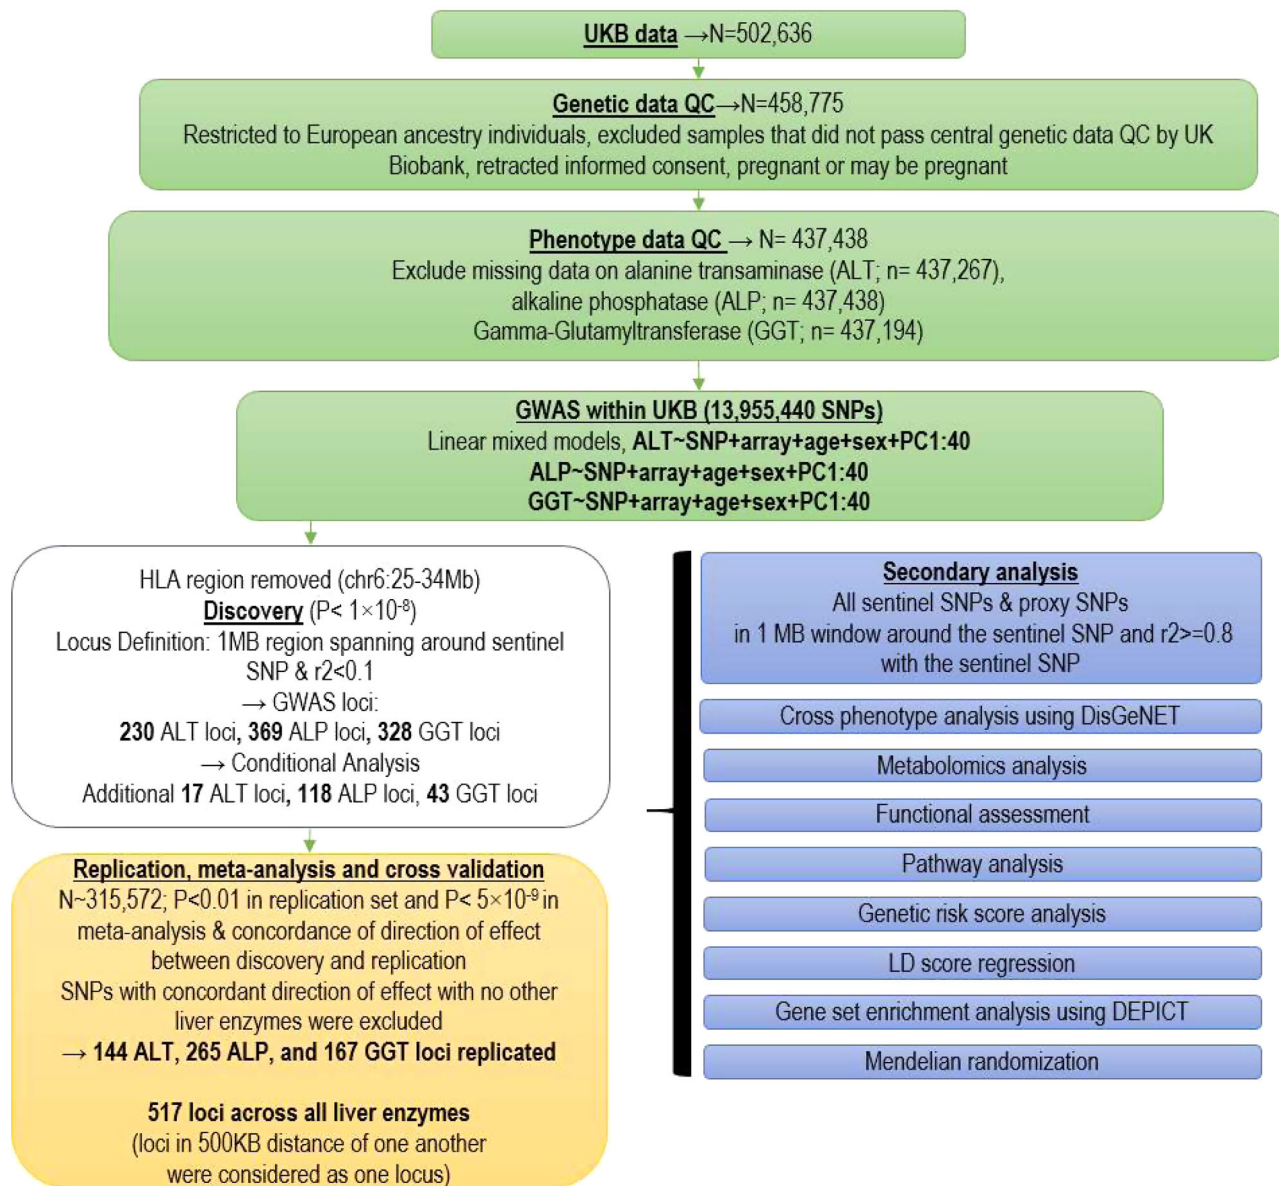 UKB data →N=502,636
Genetic data QC→N=458,775
Restricted to European ancestry individuals, excluded samples that did not pass central genetic data QC by UK
Biobank, retracted informed consent, pregnant or may be pregnant
Phenotype data QC → N= 437,438
Exclude missing data on alanine transaminase (ALT; n= 437,267),
alkaline phosphatase (ALP; n= 437,438)
Gamma-Glutamyltransferase (GGT; n= 437,194)
GWAS within UKB (13,955,440 SNPs)
Linear mixed models, ALT~SNP+array+age+sex+PC1:40
ALP~SNP+array+age+sex+PC1:40
GGT~SNP+array+age+sex+PC1:40
HLA region removed (chr6:25-34Mb)
Discovery (P< 1×10⁻⁸)
Locus Definition: 1MB region spanning around sentinel
SNP & r2<0.1
→ GWAS loci:
230 ALT loci, 369 ALP loci, 328 GGT loci
→ Conditional Analysis
Additional 17 ALT loci, 118 ALP loci, 43 GGT loci
Replication, meta-analysis and cross validation
N~315,572; P<0.01 in replication set and P< 5×10⁻⁹ in
meta-analysis & concordance of direction of effect
between discovery and replication
SNPs with concordant direction of effect with no other
liver enzymes were excluded
→ 144 ALT, 265 ALP, and 167 GGT loci replicated
517 loci across all liver enzymes
(loci in 500KB distance of one another
were considered as one locus)
Secondary analysis
All sentinel SNPs & proxy SNPs
in 1 MB window around the sentinel SNP and r2>=0.8
with the sentinel SNP
Cross phenotype analysis using DisGeNET
Metabolomics analysis
Functional assessment
Pathway analysis
Genetic risk score analysis
LD score regression
Gene set enrichment analysis using DEPICT
Mendelian randomization